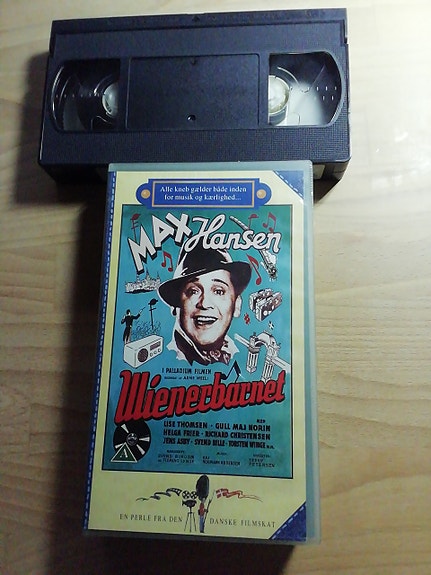 Alle kneb gælder både inden
for musik og kærlighed...
MAX Hansen
I PALLADIUM FILMEN
Wienerbarnet
MED
LISE THOMSEN · GULL MAJ NORIN
HELGA FRIER · RICHARD CHRISTENSEN
JENS ASBY · SVEND BILLE · TORSTEN WINGE
A
EN PERLE FRA DEN DANSKE FILMSKAT